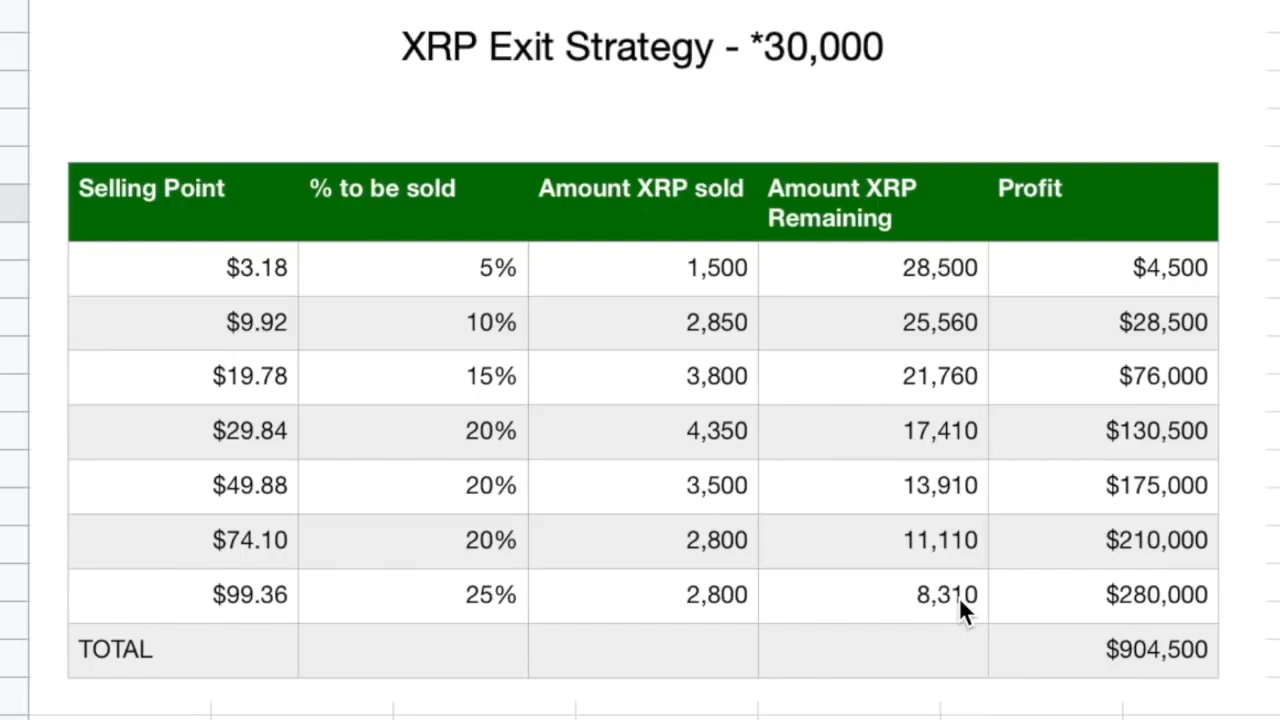 XRP Exit Strategy - *30,000
Selling Point % to be sold Amount XRP sold Amount XRP Remaining Profit
$3.18 5% 1,500 28,500 $4,500
$9.92 10% 2,850 25,560 $28,500
$19.78 15% 3,800 21,760 $76,000
$29.84 20% 4,350 17,410 $130,500
$49.88 20% 3,500 13,910 $175,000
$74.10 20% 2,800 11,110 $210,000
$99.36 25% 2,800 8,310 $280,000
TOTAL $904,500